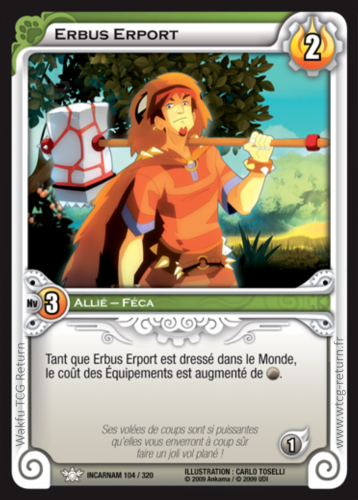 Erbus Erport
2
Nv 3 Allié – Féca
Tant que Erbus Erport est dressé dans le Monde,
le coût des Équipements est augmenté de .
Ses volées de coups sont si puissantes
qu'elles vous enverront à coup sûr
faire un joli vol plané !
1
INCARNAM 104 / 320
ILLUSTRATION : CARLO TOSELLI
© 2009 Ankama / © 2009 UDI
Wakfu TCG Return
www.wtcg-return.fr